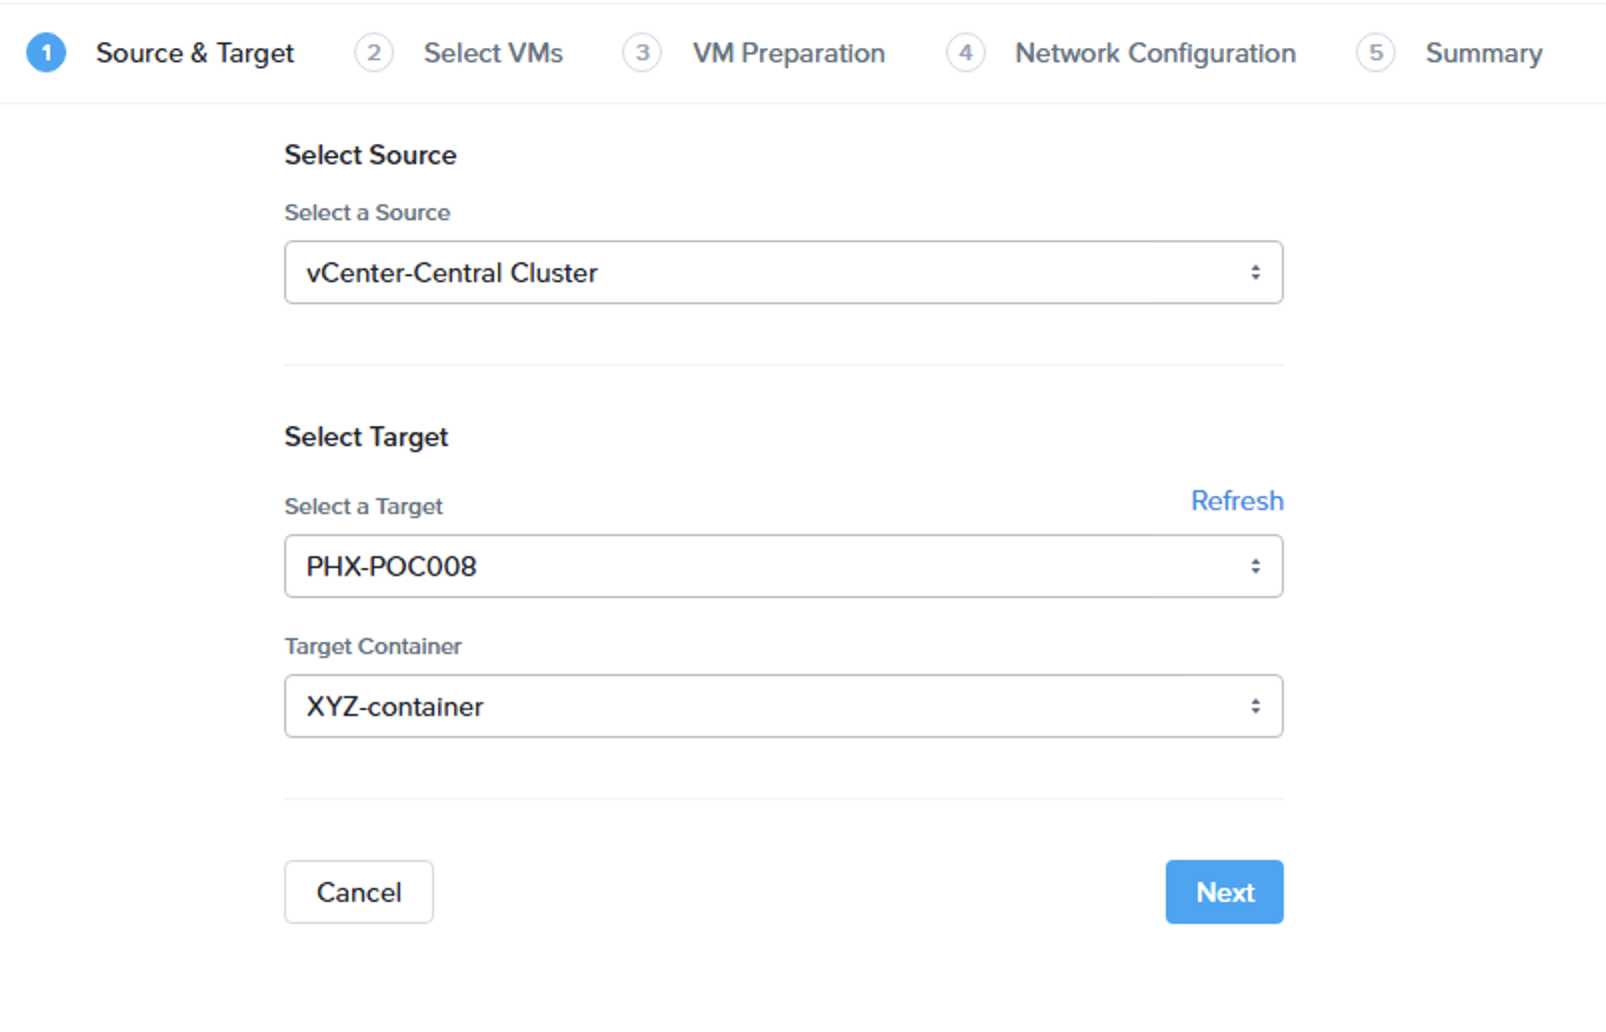 1 Source & Target 2 Select VMs 3 VM Preparation 4 Network Configuration 5 Summary
Select Source
Select a Source
vCenter-Central Cluster
Select Target
Select a Target Refresh
PHX-POC008
Target Container
XYZ-container
Cancel Next